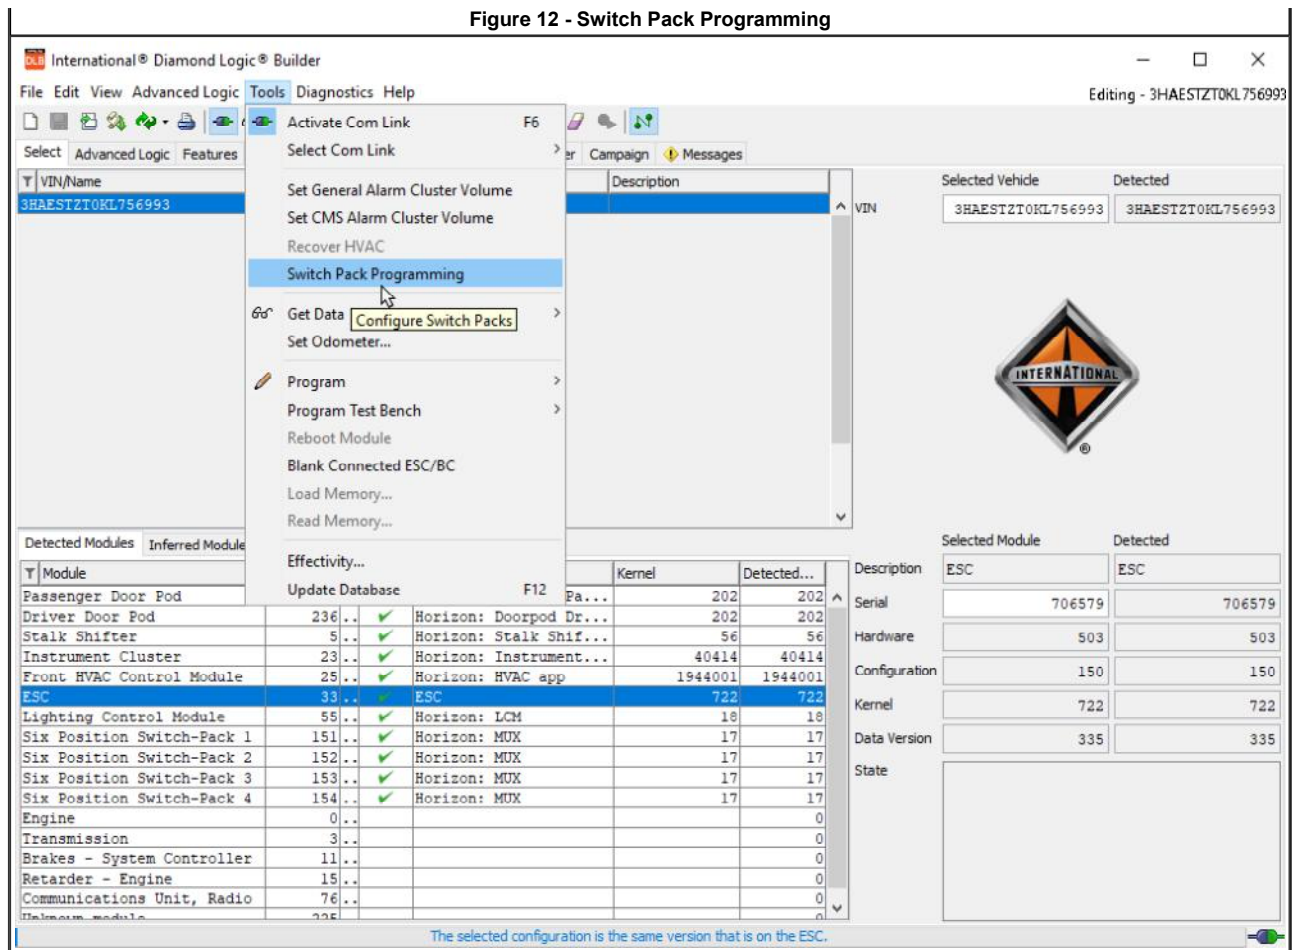 Figure 12 - Switch Pack Programming
International® Diamond Logic® Builder
File Edit View Advanced Logic Tools Diagnostics Help
Editing - 3HAESTZT0KL756993
Activate Com Link F6
Select Com Link
Set General Alarm Cluster Volume
Set CMS Alarm Cluster Volume
Recover HVAC
Switch Pack Programming
Get Data
Configure Switch Packs
Set Odometer...
Program
Program Test Bench
Reboot Module
Blank Connected ESC/BC
Load Memory...
Read Memory...
Effectivity...
Update Database F12
Select Advanced Logic Features er Campaign Messages
VIN/Name Description
3HAESTZT0KL756993
Selected Vehicle Detected
VIN 3HAESTZT0KL756993 3HAESTZT0KL756993
INTERNATIONAL®
Detected Modules Inferred Module
Module Kernel Detected...
Passenger Door Pod Pa... 202 202
Driver Door Pod 236.. Horizon: Doorpod Dr... 202 202
Stalk Shifter 5.. Horizon: Stalk Shif... 56 56
Instrument Cluster 23.. Horizon: Instrument... 40414 40414
Front HVAC Control Module 25.. Horizon: HVAC app 1944001 1944001
ESC 33.. ESC 722 722
Lighting Control Module 55.. Horizon: LCM 18 18
Six Position Switch-Pack 1 151.. Horizon: MUX 17 17
Six Position Switch-Pack 2 152.. Horizon: MUX 17 17
Six Position Switch-Pack 3 153.. Horizon: MUX 17 17
Six Position Switch-Pack 4 154.. Horizon: MUX 17 17
Engine 0.. 0
Transmission 3.. 0
Brakes - System Controller 11.. 0
Retarder - Engine 15.. 0
Communications Unit, Radio 76.. 0
Selected Module Detected
Description ESC ESC
Serial 706579 706579
Hardware 503 503
Configuration 150 150
Kernel 722 722
Data Version 335 335
State
The selected configuration is the same version that is on the ESC.